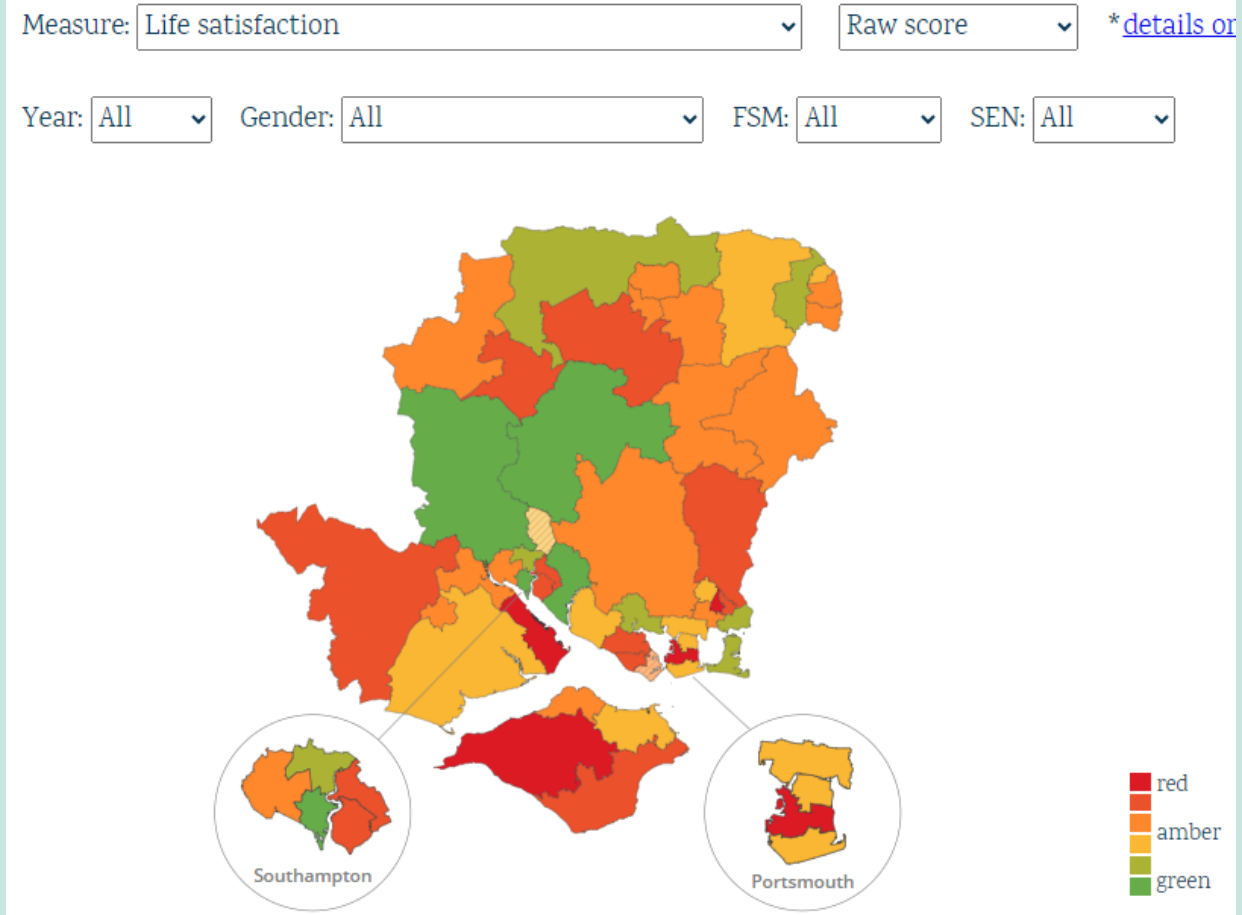 Measure: Life satisfaction Raw score *details on
Year: All Gender: All FSM: All SEN: All
Southampton
Portsmouth
red
amber
green